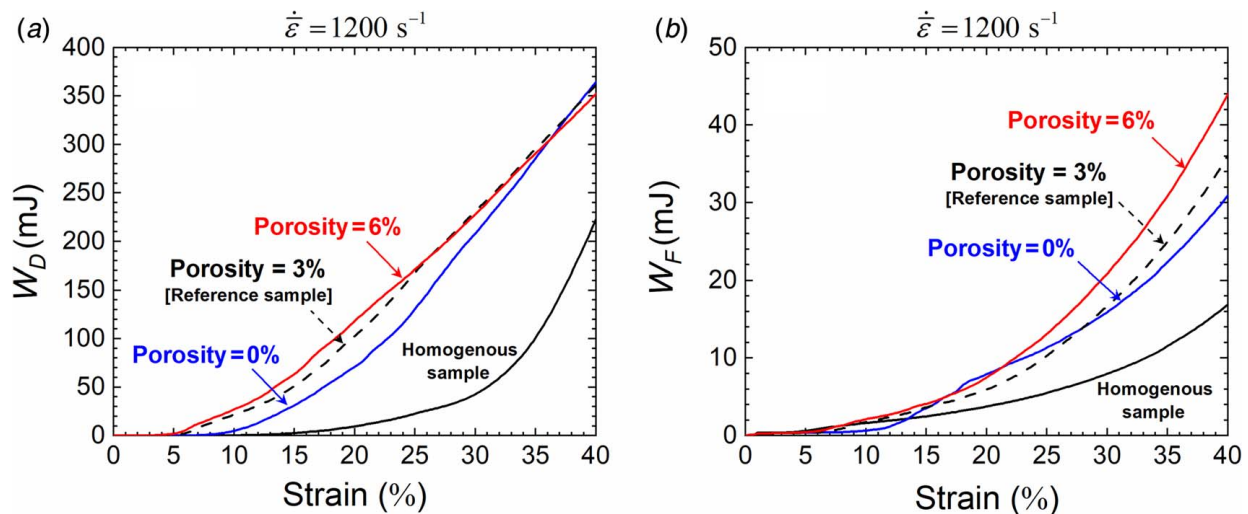 (a)
ε̇ = 1200 s⁻¹
400
350
300
250
200
150
100
50
0
W_D (mJ)
Porosity = 6%
Porosity = 3%
[Reference sample]
Porosity = 0%
Homogenous
sample
0 5 10 15 20 25 30 35 40
Strain (%)
(b)
ε̇ = 1200 s⁻¹
50
40
30
20
10
0
W_F (mJ)
Porosity = 6%
Porosity = 3%
[Reference sample]
Porosity = 0%
Homogenous
sample
0 5 10 15 20 25 30 35 40
Strain (%)